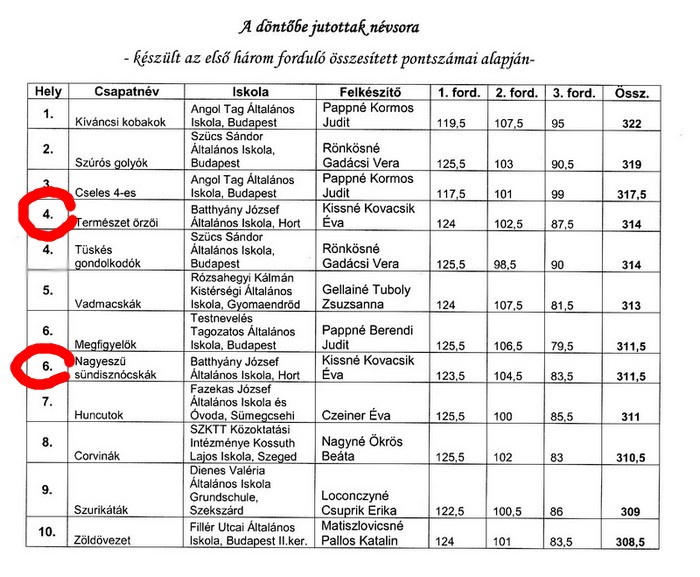 A döntőbe jutottak névsora
- készült az első három forduló összesített pontszámai alapján-
Hely Csapatnév Iskola Felkészítő 1. ford. 2. ford. 3. ford. Össz.
1. Kíváncsi kobakok Angol Tag Általános Iskola, Budapest Pappné Kormos Judit 119,5 107,5 95 322
2. Szúrós golyók Szücs Sándor Általános Iskola, Budapest Rönkösné Gadácsi Vera 125,5 103 90,5 319
3. Cseles 4-es Angol Tag Általános Iskola, Budapest Pappné Kormos Judit 117,5 101 99 317,5
4. Természet őrzői Batthyány József Általános Iskola, Hort Kissné Kovacsik Éva 124 102,5 87,5 314
4. Tüskés gondolkodók Szücs Sándor Általános Iskola, Budapest Rönkösné Gadácsi Vera 125,5 98,5 90 314
5. Vadmacskák Rózsahegyi Kálmán Kistérségi Általános Iskola, Gyomaendrőd Gellainé Tuboly Zsuzsanna 124 107,5 81,5 313
6. Megfigyelők Testnevelés Tagozatos Általános Iskola, Budapest Pappné Berendi Judit 125,5 106,5 79,5 311,5
6. Nagyeszű sündisznócskák Batthyány József Általános Iskola, Hort Kissné Kovacsik Éva 123,5 104,5 83,5 311,5
7. Huncutok Fazekas József Általános Iskola és Óvoda, Sümegcsehi Czeiner Éva 125,5 100 85,5 311
8. Corvinák SZKTT Közoktatási Intézménye Kossuth Lajos Iskola, Szeged Nagyné Ökrös Beáta 125,5 102 83 310,5
9. Szurikáták Dienes Valéria Általános Iskola Grundschule, Szekszárd Loconczyné Csuprik Erika 122,5 100,5 86 309
10. Zöldövezet Fillér Utcai Általános Iskola, Budapest II.ker. Matiszlovicsné Pallos Katalin 124 101 83,5 308,5